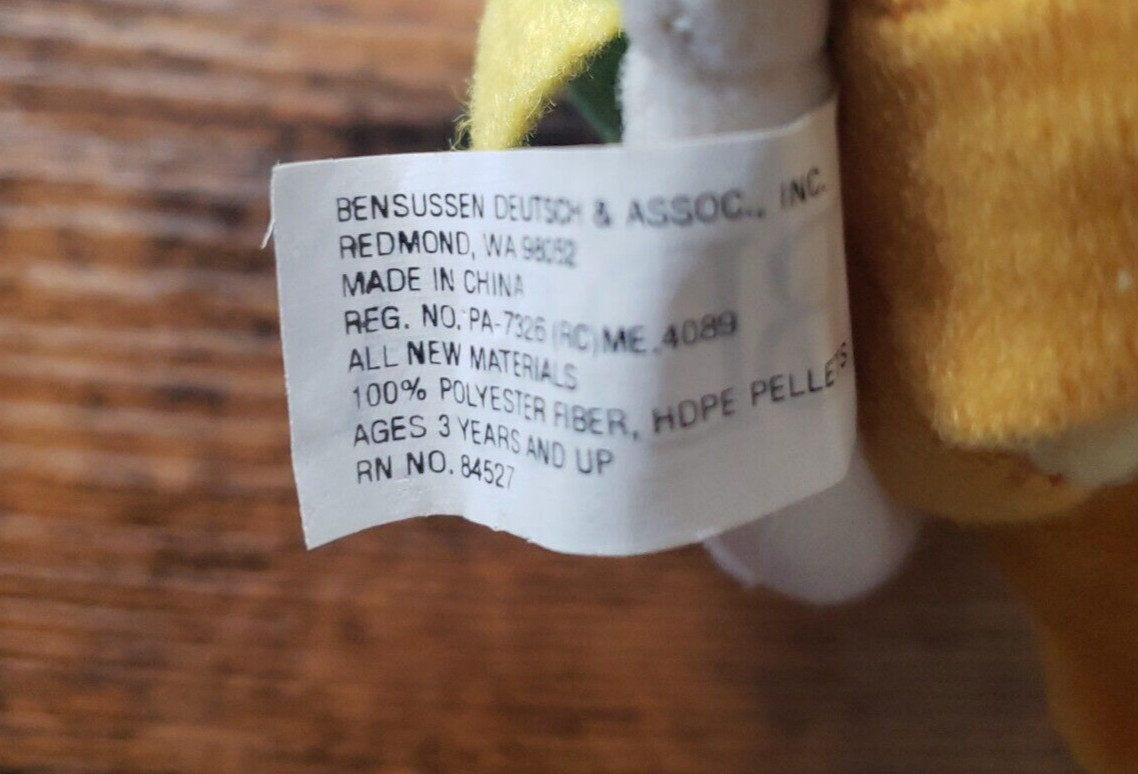 BENSUSSEN DEUTSCH & ASSOC., INC.
REDMOND, WA 98052
MADE IN CHINA
REG. NO. PA-7326 (RC) ME. 4089
ALL NEW MATERIALS
100% POLYESTER FIBER, HDPE PELLETS
AGES 3 YEARS AND UP
RN NO. 84527